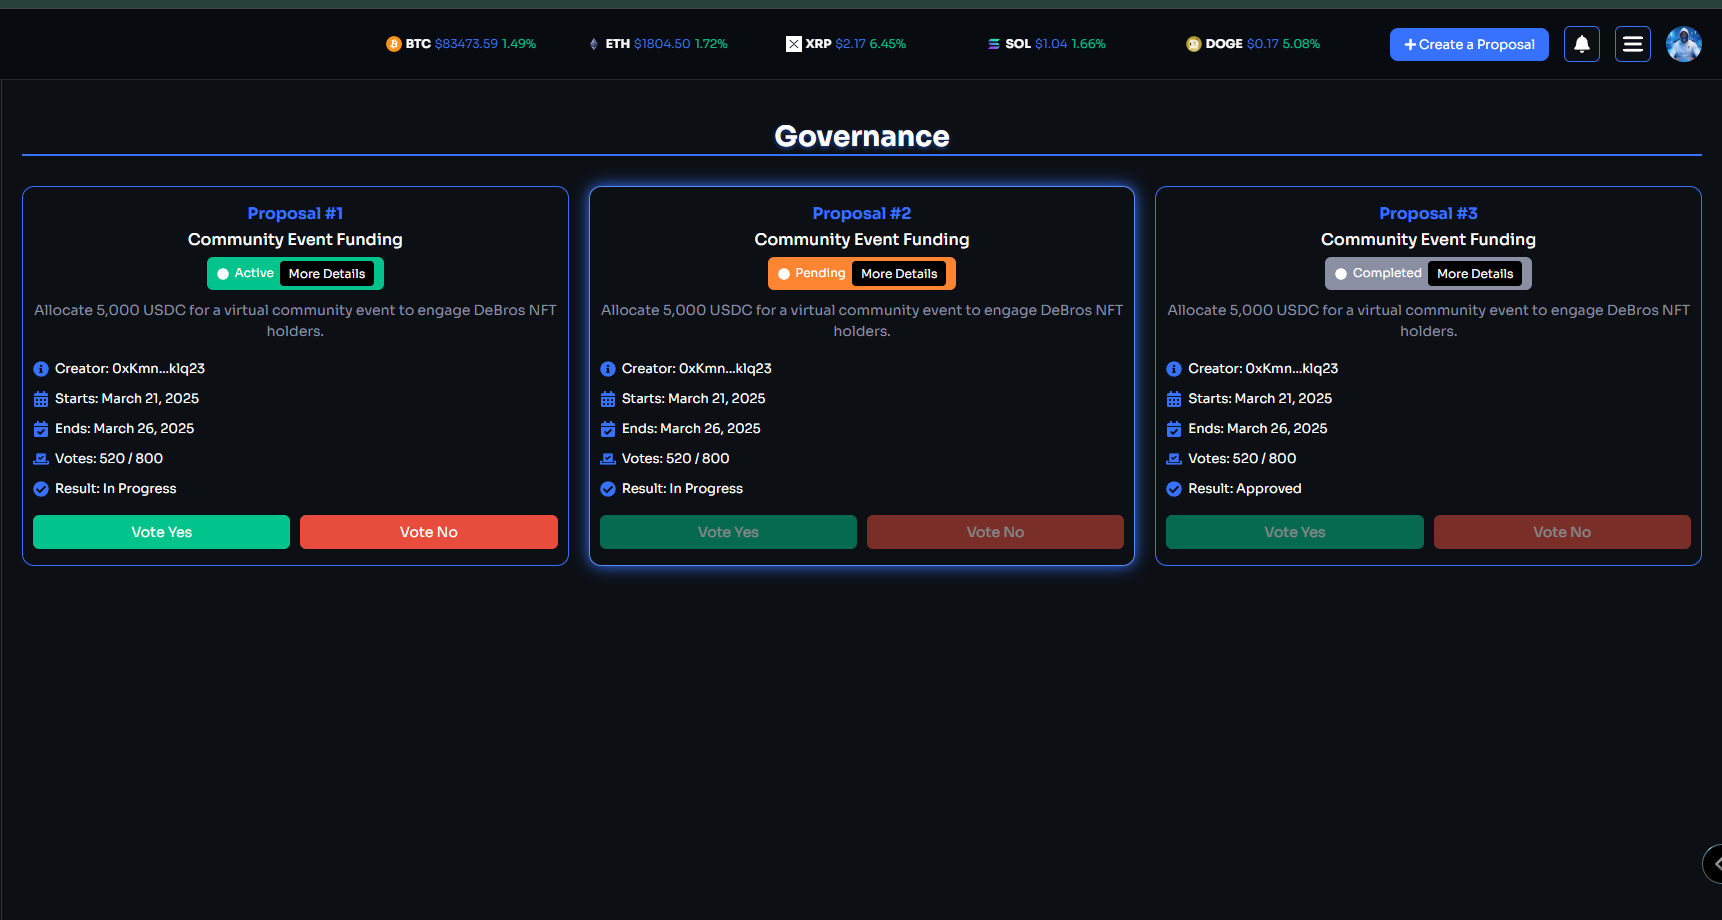 BTC $83473.59 1.49% ETH $1804.50 1.72% XRP $2.17 6.45% SOL $1.04 1.66% DOGE $0.17 5.08% +Create a Proposal
Governance
Proposal #1
Community Event Funding
Active More Details
Allocate 5,000 USDC for a virtual community event to engage DeBros NFT
holders.
Creator: 0xKmn...klq23
Starts: March 21, 2025
Ends: March 26, 2025
Votes: 520 / 800
Result: In Progress
Vote Yes Vote No
Proposal #2
Community Event Funding
Pending More Details
Allocate 5,000 USDC for a virtual community event to engage DeBros NFT
holders.
Creator: 0xKmn...klq23
Starts: March 21, 2025
Ends: March 26, 2025
Votes: 520 / 800
Result: In Progress
Vote Yes Vote No
Proposal #3
Community Event Funding
Completed More Details
Allocate 5,000 USDC for a virtual community event to engage DeBros NFT
holders.
Creator: 0xKmn...klq23
Starts: March 21, 2025
Ends: March 26, 2025
Votes: 520 / 800
Result: Approved
Vote Yes Vote No